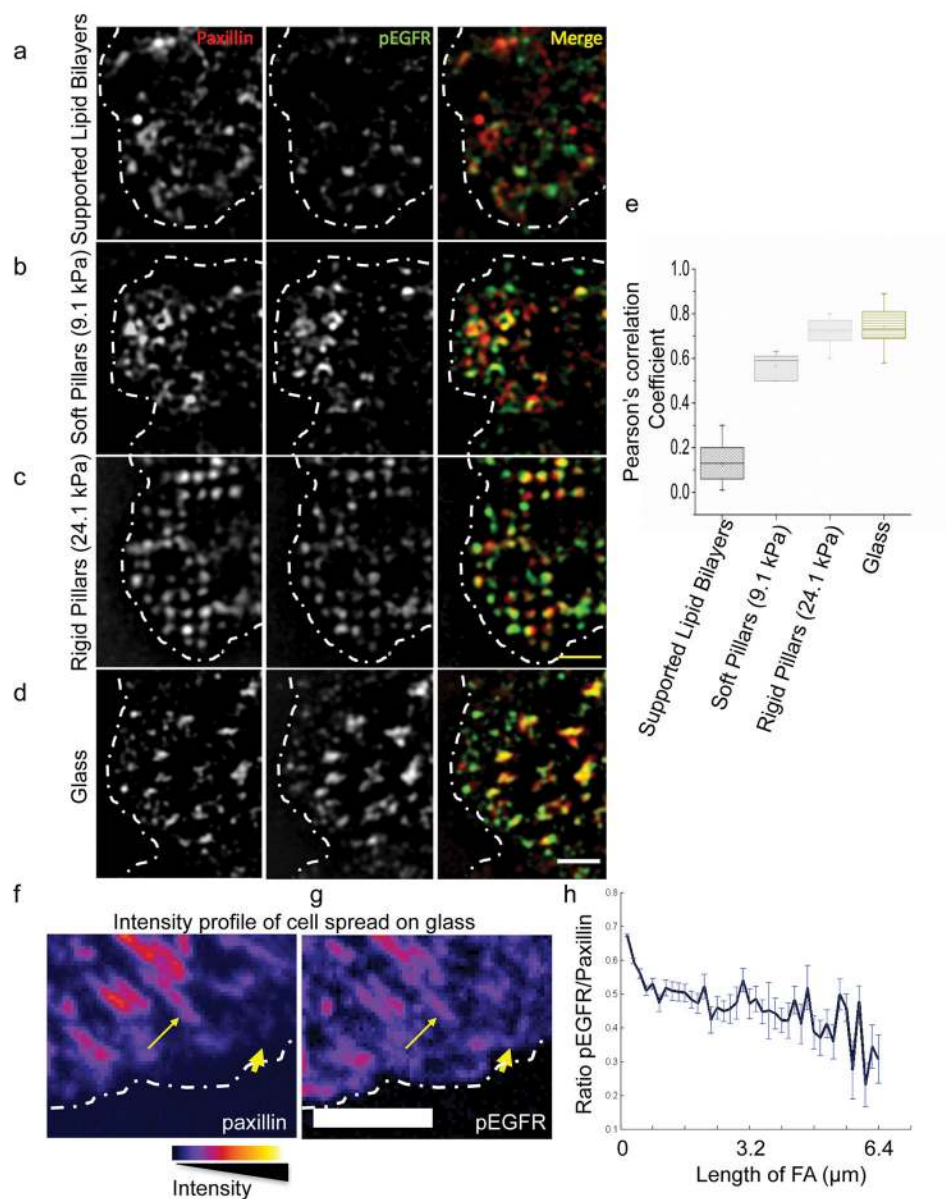 a
Supported Lipid Bilayers
Paxillin
pEGFR
Merge
b
Soft Pillars (9.1 kPa)
c
Rigid Pillars (24.1 kPa)
d
Glass
e
Pearson's correlation
Coefficient
1.0
0.8
0.6
0.4
0.2
0.0
Supported Lipid Bilayers
Soft Pillars (9.1 kPa)
Rigid Pillars (24.1 kPa)
Glass
f
g
Intensity profile of cell spread on glass
paxillin
pEGFR
Intensity
h
Ratio pEGFR/Paxillin
0.8
0.7
0.6
0.5
0.4
0.3
0.2
0.1
0
3.2
6.4
Length of FA (μm)